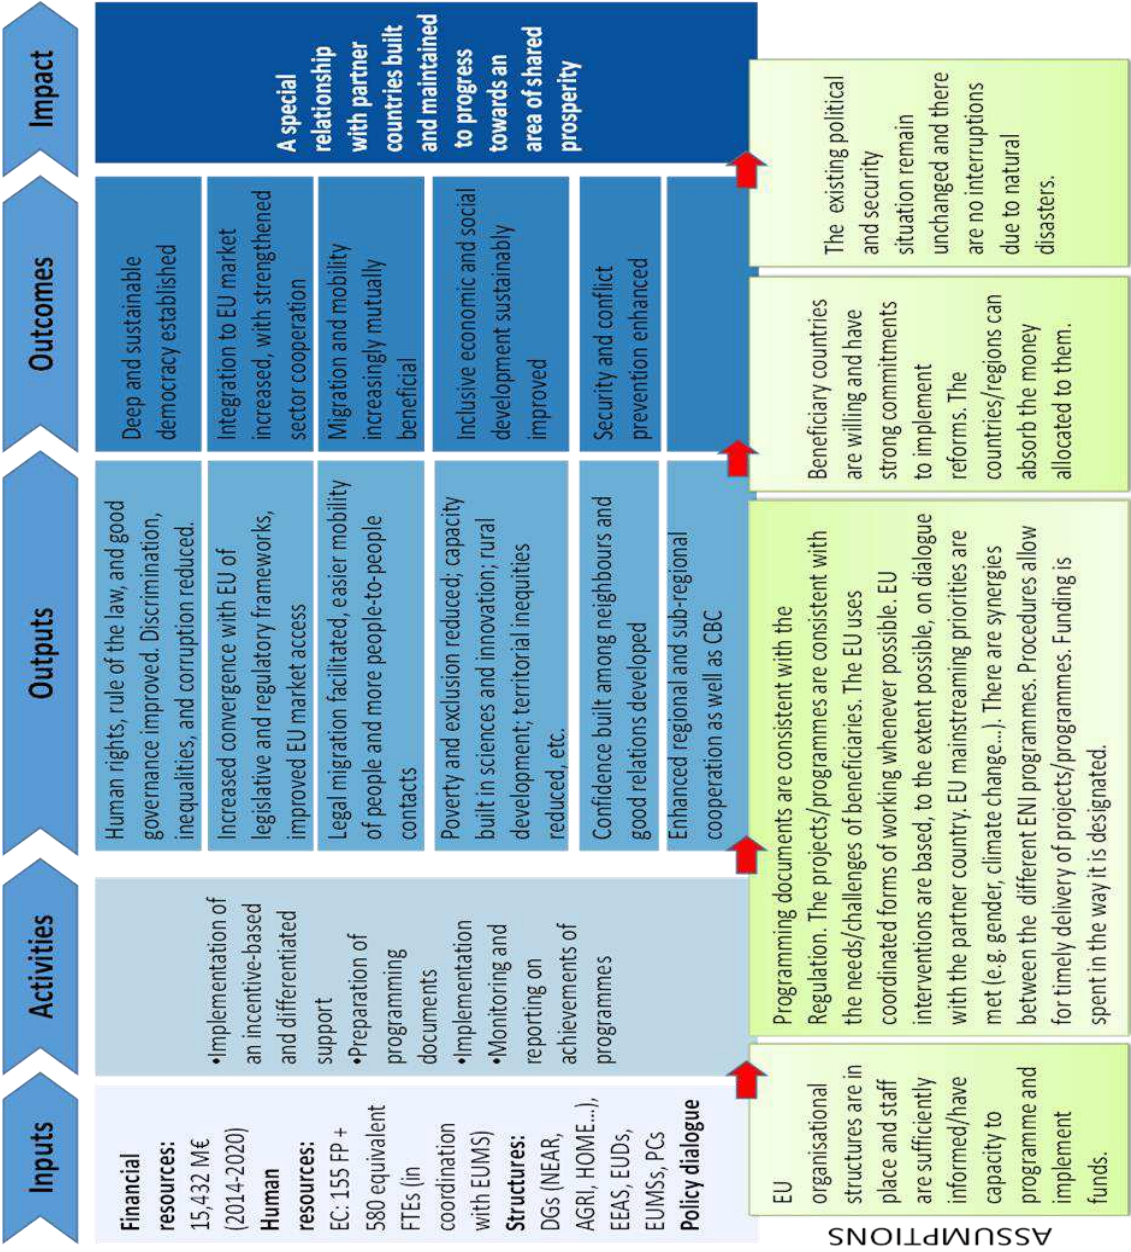 Inputs
Activities
Outputs
Outcomes
Impact
Financial
resources:
15,432 M€
(2014-2020)
Human
resources:
EC: 155 FP +
580 equivalent
FTEs (in
coordination
with EUMS)
Structures:
DGs (NEAR,
AGRI, HOME...),
EEAS, EUDs,
EUMSs, PCs
Policy dialogue
•Implementation of
an incentive-based
and differentiated
support
•Preparation of
programming
documents
•Implementation
•Monitoring and
reporting on
achievements of
programmes
Human rights, rule of the law, and good
governance improved. Discrimination,
inequalities, and corruption reduced.
Increased convergence with EU of
legislative and regulatory frameworks,
improved EU market access
Legal migration facilitated, easier mobility
of people and more people-to-people
contacts
Poverty and exclusion reduced; capacity
built in sciences and innovation; rural
development; territorial inequities
reduced, etc.
Confidence built among neighbours and
good relations developed
Enhanced regional and sub-regional
cooperation as well as CBC
Deep and sustainable
democracy established
Integration to EU market
increased, with strengthened
sector cooperation
Migration and mobility
increasingly mutually
beneficial
Inclusive economic and social
development sustainably
improved
Security and conflict
prevention enhanced
A special
relationship
with partner
countries built
and maintained
to progress
towards an
area of shared
prosperity
ASSUMPTIONS
EU
organisational
structures are in
place and staff
are sufficiently
informed/have
capacity to
programme and
implement
funds.
Programming documents are consistent with the
Regulation. The projects/programmes are consistent with
the needs/challenges of beneficiaries. The EU uses
coordinated forms of working whenever possible. EU
interventions are based, to the extent possible, on dialogue
with the partner country. EU mainstreaming priorities are
met (e.g. gender, climate change...). There are synergies
between the different ENI programmes. Procedures allow
for timely delivery of projects/programmes. Funding is
spent in the way it is designated.
Beneficiary countries
are willing and have
strong commitments
to implement
reforms. The
countries/regions can
absorb the money
allocated to them.
The existing political
and security
situation remain
unchanged and there
are no interruptions
due to natural
disasters.